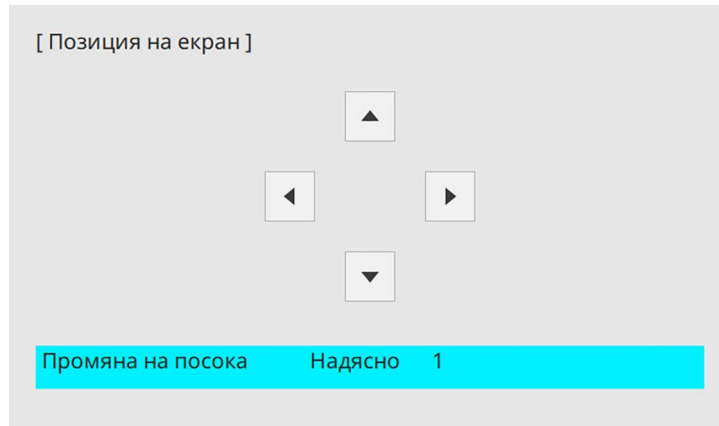 [ Позиция на екран ]
Промяна на посока Надясно 1